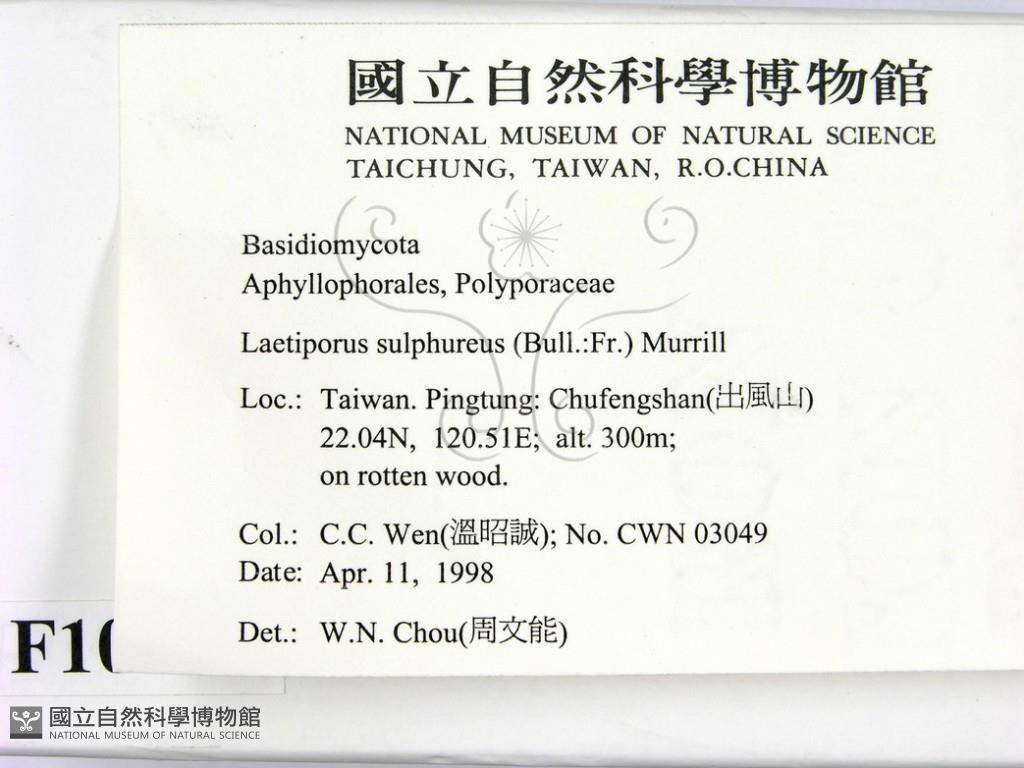 國立自然科學博物館
NATIONAL MUSEUM OF NATURAL SCIENCE
TAICHUNG, TAIWAN, R.O.CHINA
Basidiomycota
Aphyllophorales, Polyporaceae
Laetiporus sulphureus (Bull.:Fr.) Murrill
Loc.: Taiwan. Pingtung: Chufengshan(出風山)
22.04N, 120.51E; alt. 300m;
on rotten wood.
Col.: C.C. Wen(溫昭誠); No. CWN 03049
Date: Apr. 11, 1998
Det.: W.N. Chou(周文能)
F10
國立自然科學博物館
NATIONAL MUSEUM OF NATURAL SCIENCE